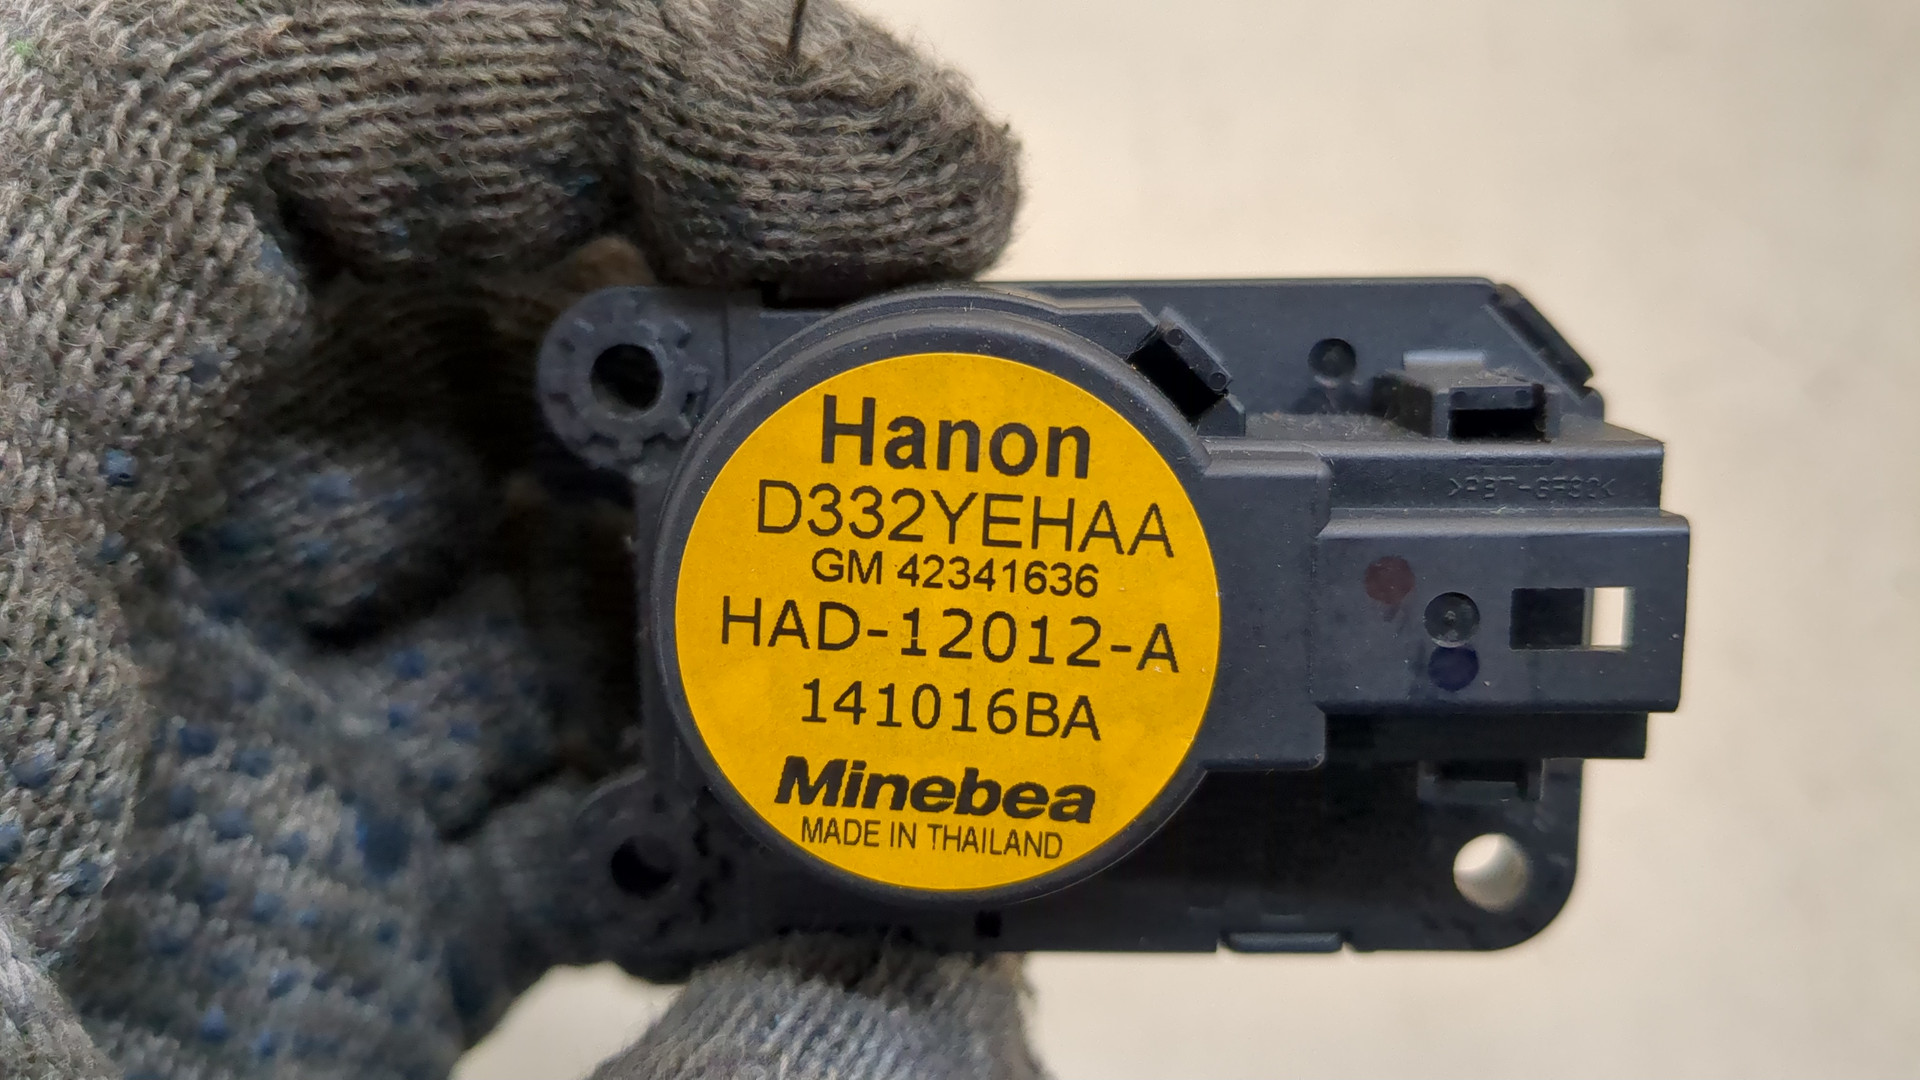 Hanon
D332YEHAA
GM 42341636
HAD-12012-A
141016BA
Minebea
MADE IN THAILAND